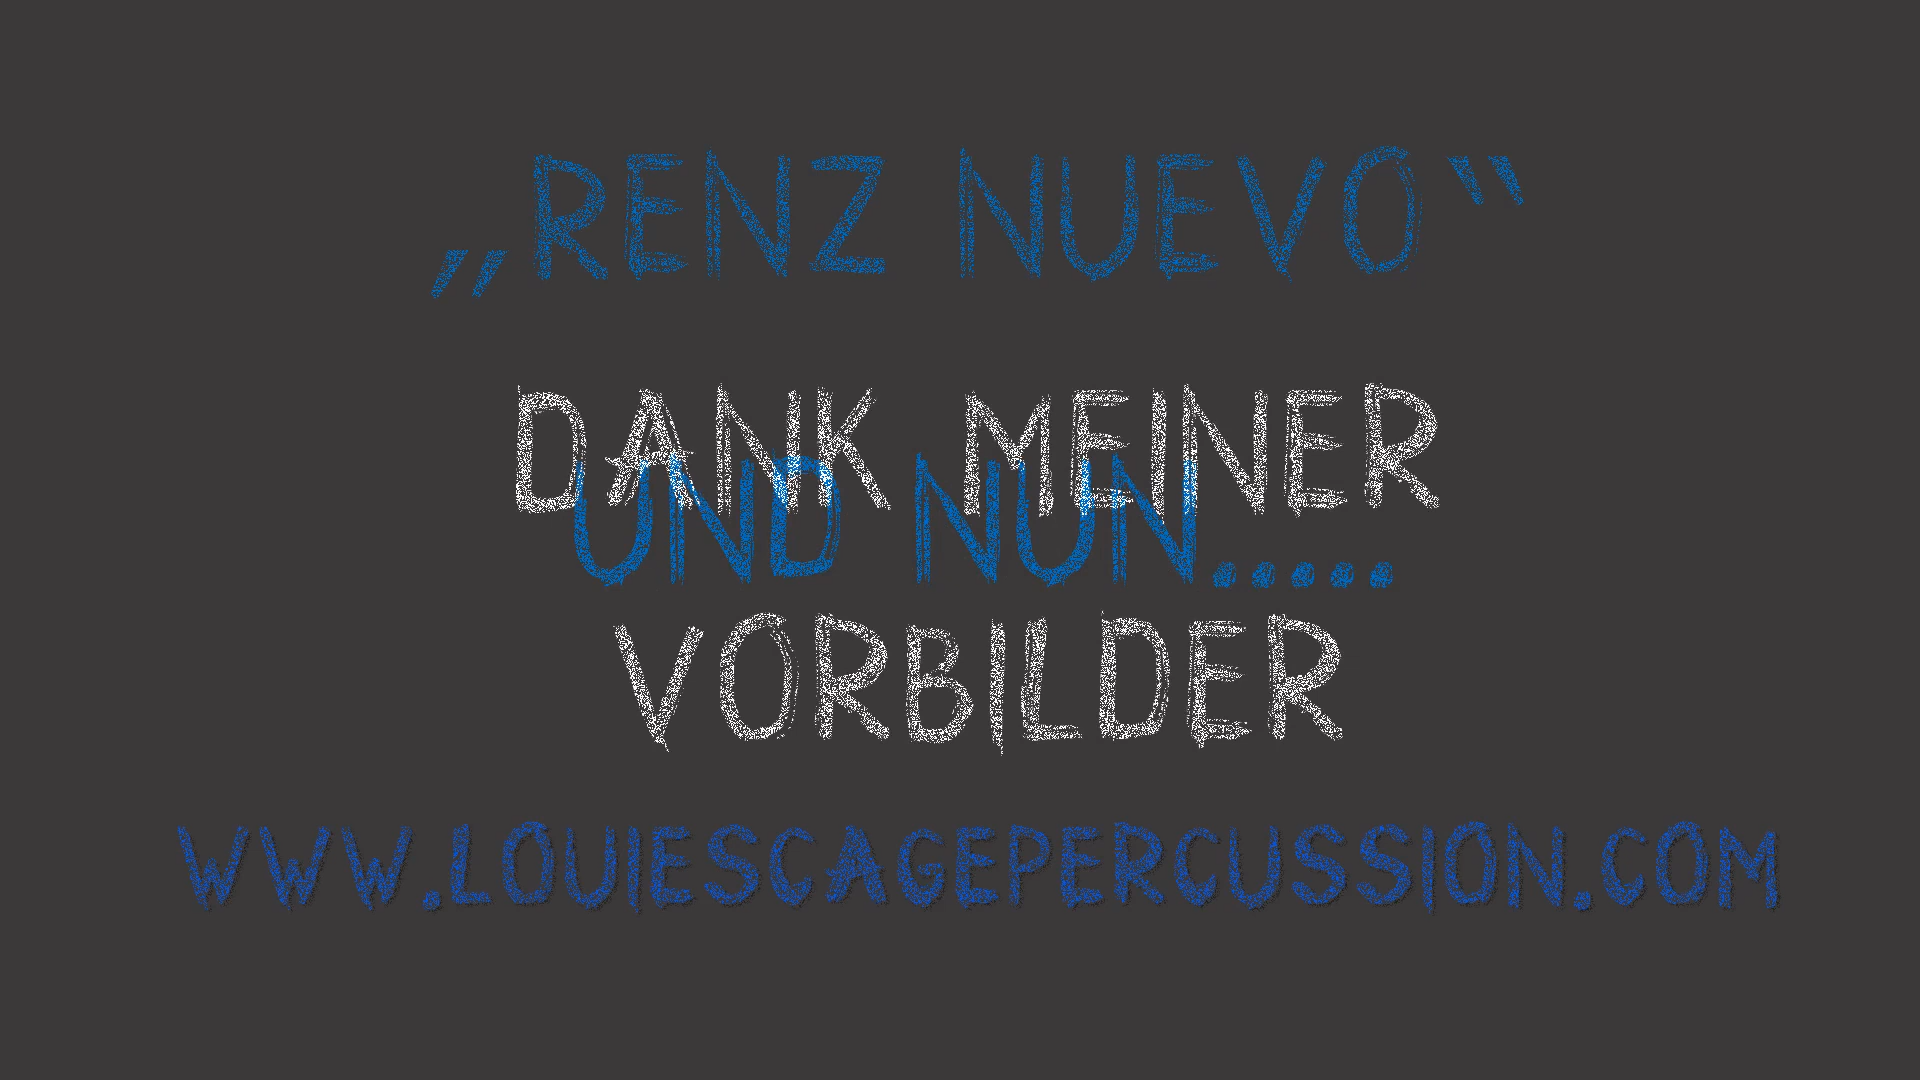 „RENZ NUEVO“
DANK MEINER
UND NUN.....
VORBILDER
WWW.LOUIESCAGEPERCUSSION.COM